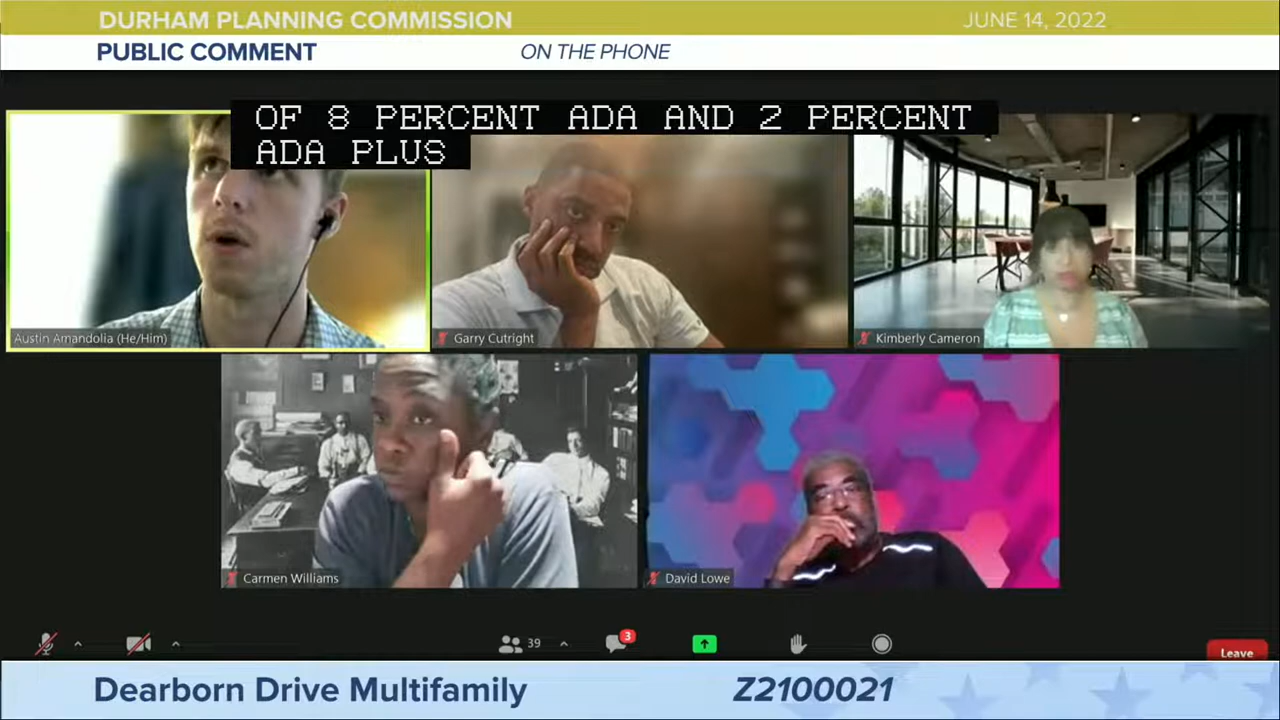 DURHAM PLANNING COMMISSION
JUNE 14, 2022
PUBLIC COMMENT
ON THE PHONE
OF 8 PERCENT ADA AND 2 PERCENT
ADA PLUS
Austin Amandolia (He/Him)
Garry Cutright
Kimberly Cameron
Carmen Williams
David Lowe
39
3
Leave
Dearborn Drive Multifamily
Z2100021